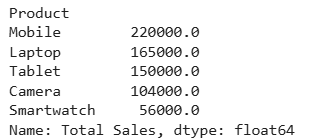 Product
Mobile        220000.0
Laptop        165000.0
Tablet        150000.0
Camera        104000.0
Smartwatch     56000.0
Name: Total Sales, dtype: float64